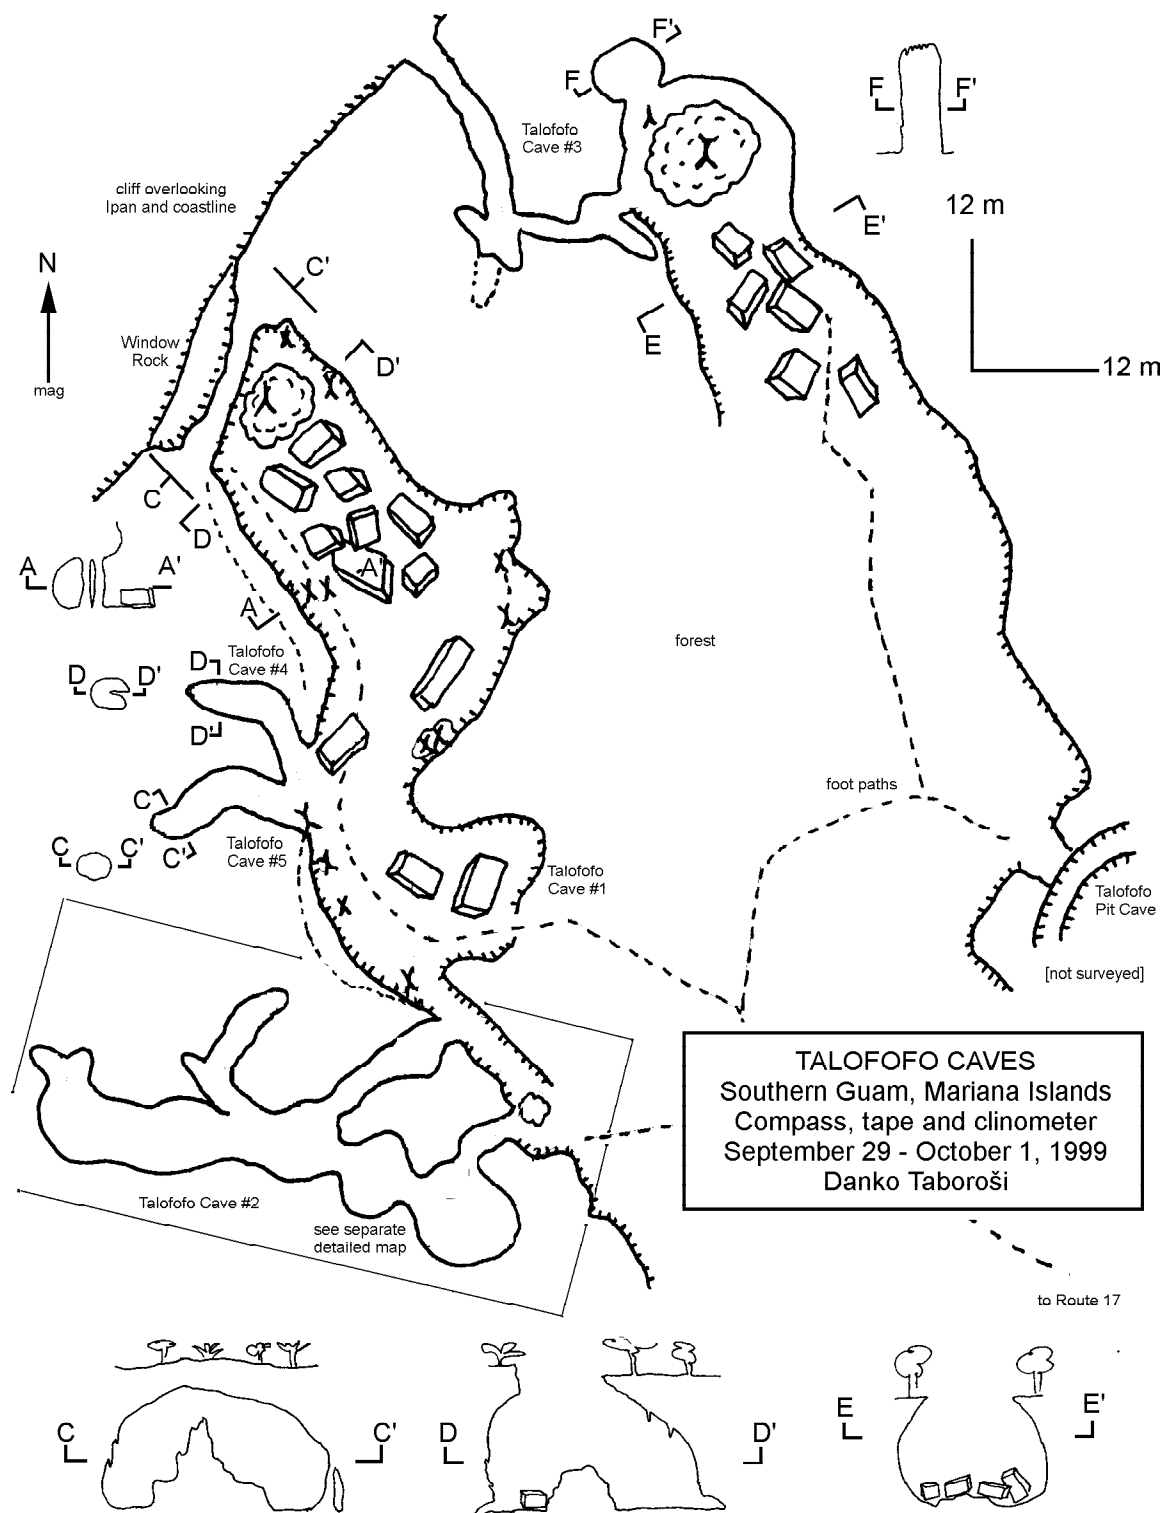 F'
F
F
F'
Talofofo
Cave #3
cliff overlooking
Ipan and coastline
12 m
E'
N
C'
E
Window
Rock
D'
12 m
mag
C
D
A
A'
A'
A
forest
Talofofo
Cave #4
D
D
D'
D'
foot paths
C
C
C'
C'
Talofofo
Cave #5
Talofofo
Cave #1
Talofofo
Pit Cave
[not surveyed]
TALOFOFO CAVES
Southern Guam, Mariana Islands
Compass, tape and clinometer
September 29 - October 1, 1999
Danko Taboroši
Talofofo Cave #2
see separate
detailed map
to Route 17
C
C'
D
D'
E
E'